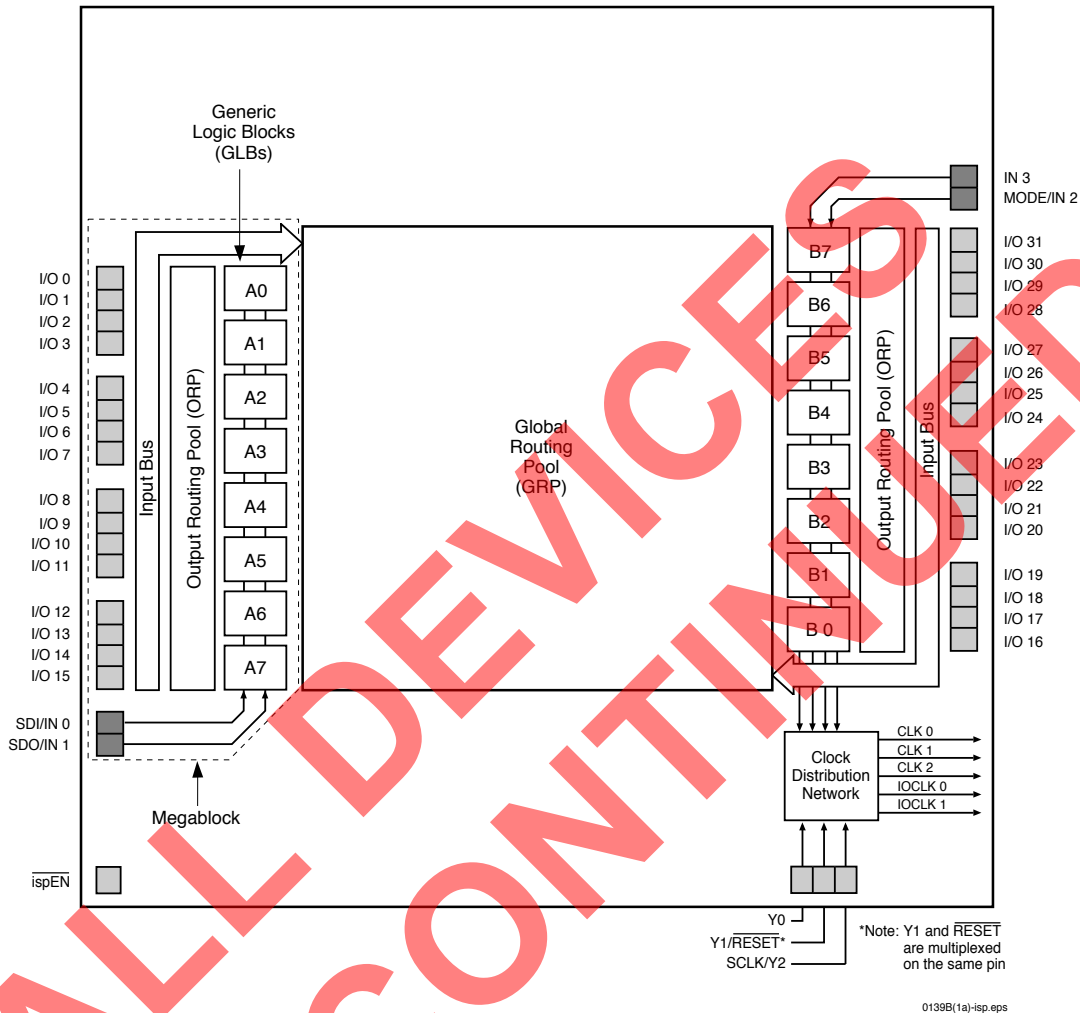 Generic
Logic Blocks
(GLBs)
I/O 0
I/O 1
I/O 2
I/O 3
I/O 4
I/O 5
I/O 6
I/O 7
I/O 8
I/O 9
I/O 10
I/O 11
I/O 12
I/O 13
I/O 14
I/O 15
SDI/IN 0
SDO/IN 1
Input Bus
Output Routing Pool (ORP)
A0
A1
A2
A3
A4
A5
A6
A7
Megablock
ispEN
Global
Routing
Pool
(GRP)
B7
B6
B5
B4
B3
B2
B1
B 0
Output Routing Pool (ORP)
Input Bus
IN 3
MODE/IN 2
I/O 31
I/O 30
I/O 29
I/O 28
I/O 27
I/O 26
I/O 25
I/O 24
I/O 23
I/O 22
I/O 21
I/O 20
I/O 19
I/O 18
I/O 17
I/O 16
Clock
Distribution
Network
CLK 0
CLK 1
CLK 2
IOCLK 0
IOCLK 1
Y0
Y1/RESET*
SCLK/Y2
*Note: Y1 and RESET
are multiplexed
on the same pin
0139B(1a)-isp.eps
ALL DEVICES
CONTINUED